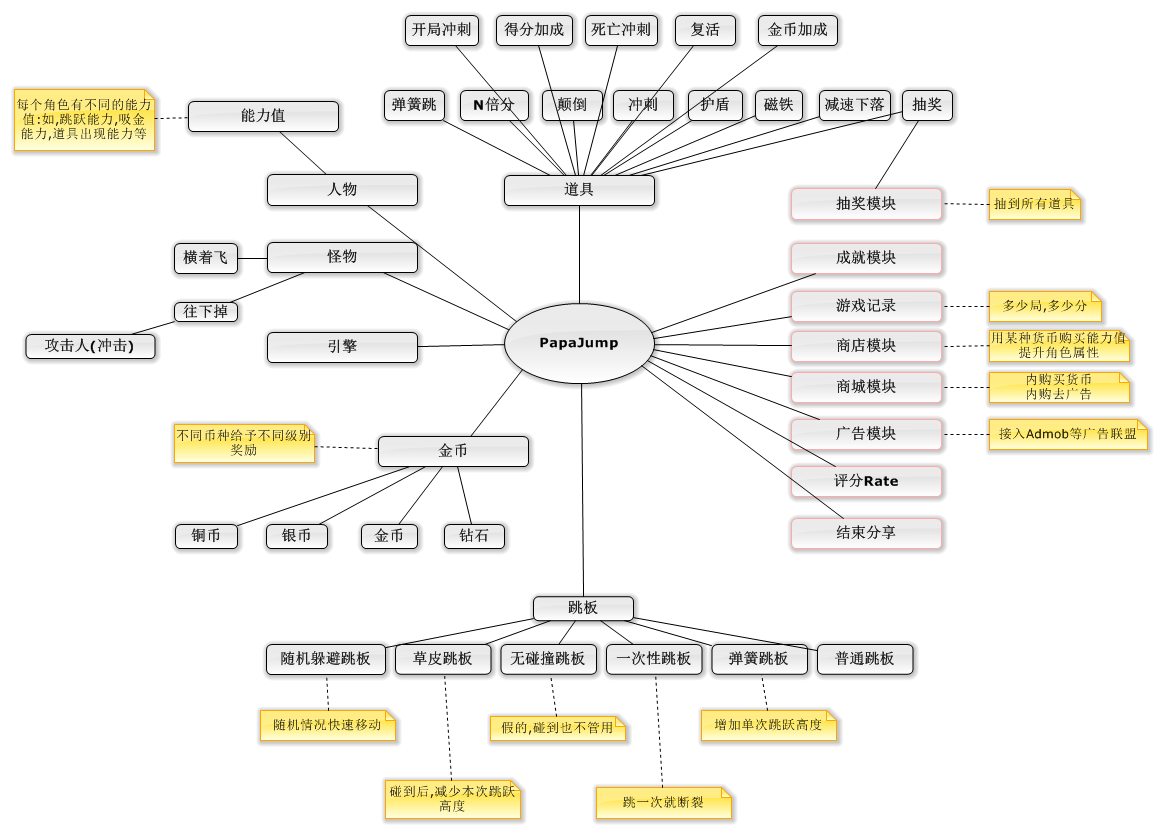 开局冲刺
得分加成
死亡冲刺
复活
金币加成
弹簧跳
N倍分
颠倒
冲刺
护盾
磁铁
减速下落
抽奖
每个角色有不同的能力
值:如,跳跃能力,吸金
能力,道具出现能力等
能力值
人物
道具
抽奖模块
抽到所有道具
横着飞
怪物
成就模块
往下掉
游戏记录
多少局,多少分
攻击人(冲击)
引擎
PapaJump
商店模块
用某种货币购买能力值
提升角色属性
商城模块
内购买货币
内购去广告
不同币种给予不同级别
奖励
金币
广告模块
接入Admob等广告联盟
评分Rate
铜币
银币
金币
钻石
结束分享
跳板
随机躲避跳板
草皮跳板
无碰撞跳板
一次性跳板
弹簧跳板
普通跳板
随机情况快速移动
假的,碰到也不管用
增加单次跳跃高度
碰到后,减少本次跳跃
高度
跳一次就断裂